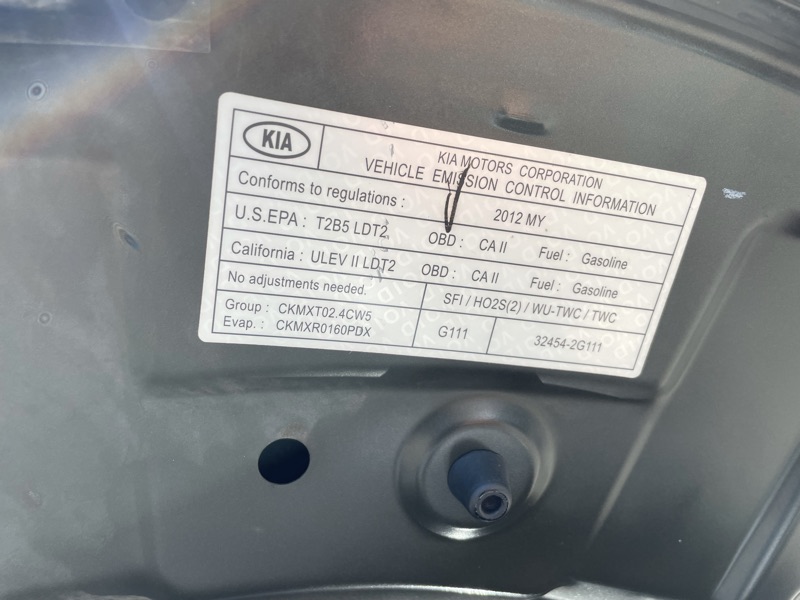 KIA
KIA MOTORS CORPORATION
VEHICLE EMISSION CONTROL INFORMATION
Conforms to regulations : 2012 MY
U.S.EPA : T2B5 LDT2 OBD : CA II Fuel : Gasoline
California : ULEV II LDT2 OBD : CA II Fuel : Gasoline
No adjustments needed. SFI / HO2S(2) / WU-TWC / TWC
Group : CKMXT02.4CW5
Evap. : CKMXR0160PDX
G111 32454-2G111